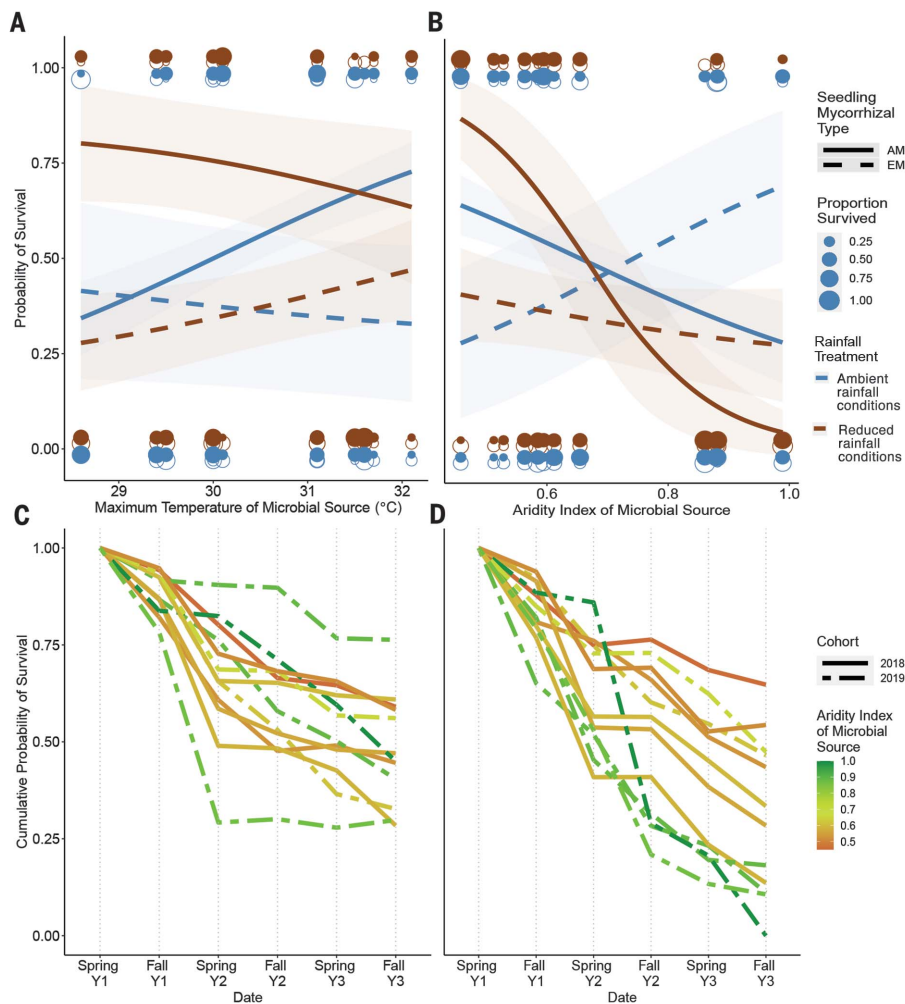 A
B
1.00
0.75
0.50
0.25
0.00
Probability of Survival
29
30
31
32
Maximum Temperature of Microbial Source (°C)
0.6
0.8
1.0
Aridity Index of Microbial Source
Seedling
Mycorrhizal
Type
AM
EM
Proportion
Survived
0.25
0.50
0.75
1.00
Rainfall
Treatment
Ambient
rainfall
conditions
Reduced
rainfall
conditions
C
D
1.00
0.75
0.50
0.25
0.00
Cumulative Probability of Survival
Spring
Y1
Fall
Y1
Spring
Y2
Fall
Y2
Spring
Y3
Fall
Y3
Date
Spring
Y1
Fall
Y1
Spring
Y2
Fall
Y2
Spring
Y3
Fall
Y3
Date
Cohort
2018
2019
Aridity Index
of Microbial
Source
1.0
0.9
0.8
0.7
0.6
0.5